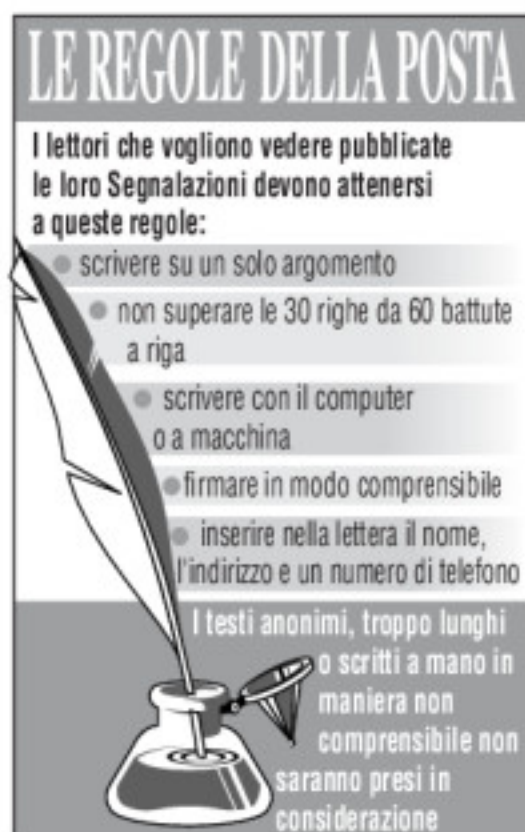 LE REGOLE DELLA POSTA
I lettori che vogliono vedere pubblicate
le loro Segnalazioni devono attenersi
a queste regole:
● scrivere su un solo argomento
● non superare le 30 righe da 60 battute
a riga
● scrivere con il computer
o a macchina
● firmare in modo comprensibile
● inserire nella lettera il nome,
l'indirizzo e un numero di telefono
I testi anonimi, troppo lunghi
o scritti a mano in
maniera non
comprensibile non
saranno presi in
considerazione